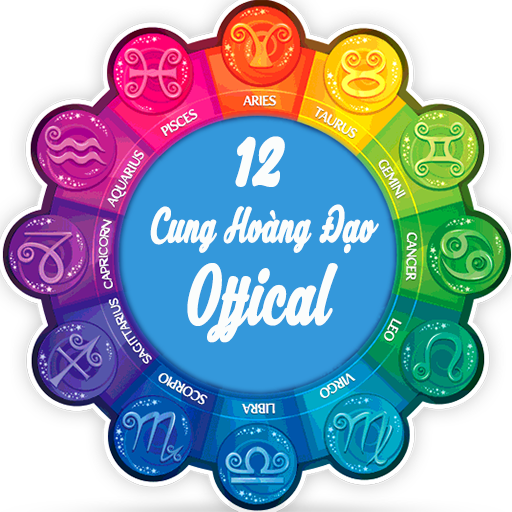 12
Cung Hoàng Đạo
Offical
ARIES
TAURUS
GEMINI
CANCER
LEO
VIRGO
LIBRA
SCORPIO
SAGITTARIUS
CAPRICORN
AQUARIUS
PISCES